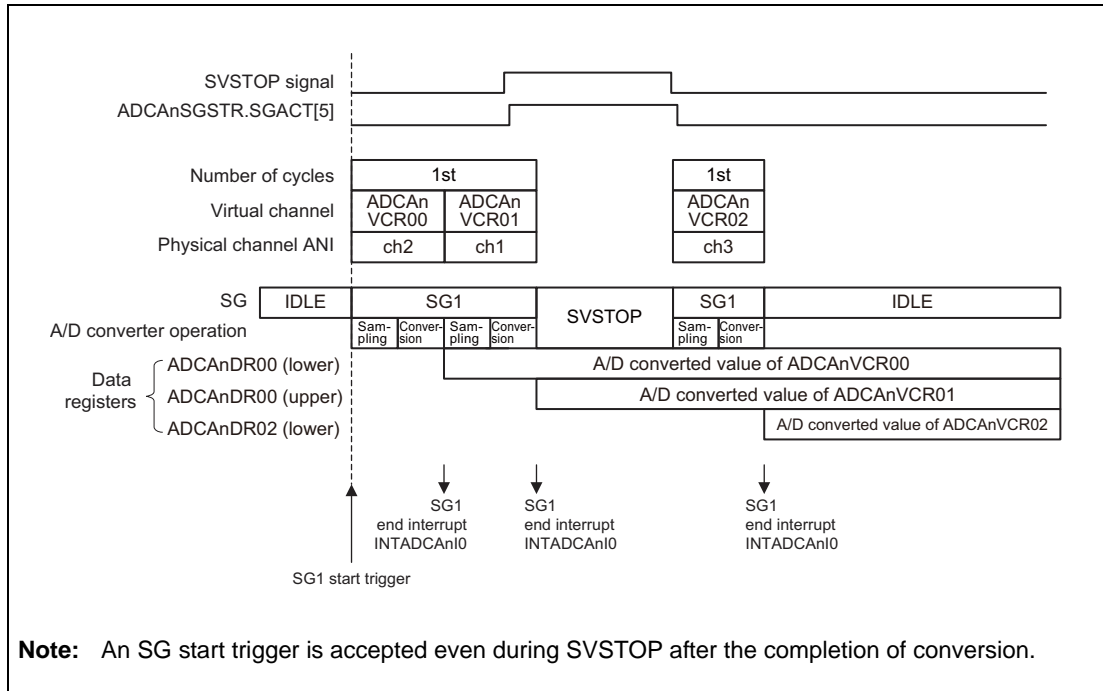 SVSTOP signal
ADCAnSGSTR.SGACT[5]
Number of cycles
1st
1st
Virtual channel
ADCAn
VCR00
ADCAn
VCR01
ADCAn
VCR02
Physical channel ANI
ch2
ch1
ch3
SG
IDLE
SG1
SVSTOP
SG1
IDLE
A/D converter operation
Sam-
pling
Conver-
sion
Sam-
pling
Conver-
sion
Sam-
pling
Conver-
sion
Data
registers
ADCAnDR00 (lower)
A/D converted value of ADCAnVCR00
ADCAnDR00 (upper)
A/D converted value of ADCAnVCR01
ADCAnDR02 (lower)
A/D converted value of ADCAnVCR02
SG1
end interrupt
INTADCAnI0
SG1
end interrupt
INTADCAnI0
SG1
end interrupt
INTADCAnI0
SG1 start trigger
Note: An SG start trigger is accepted even during SVSTOP after the completion of conversion.